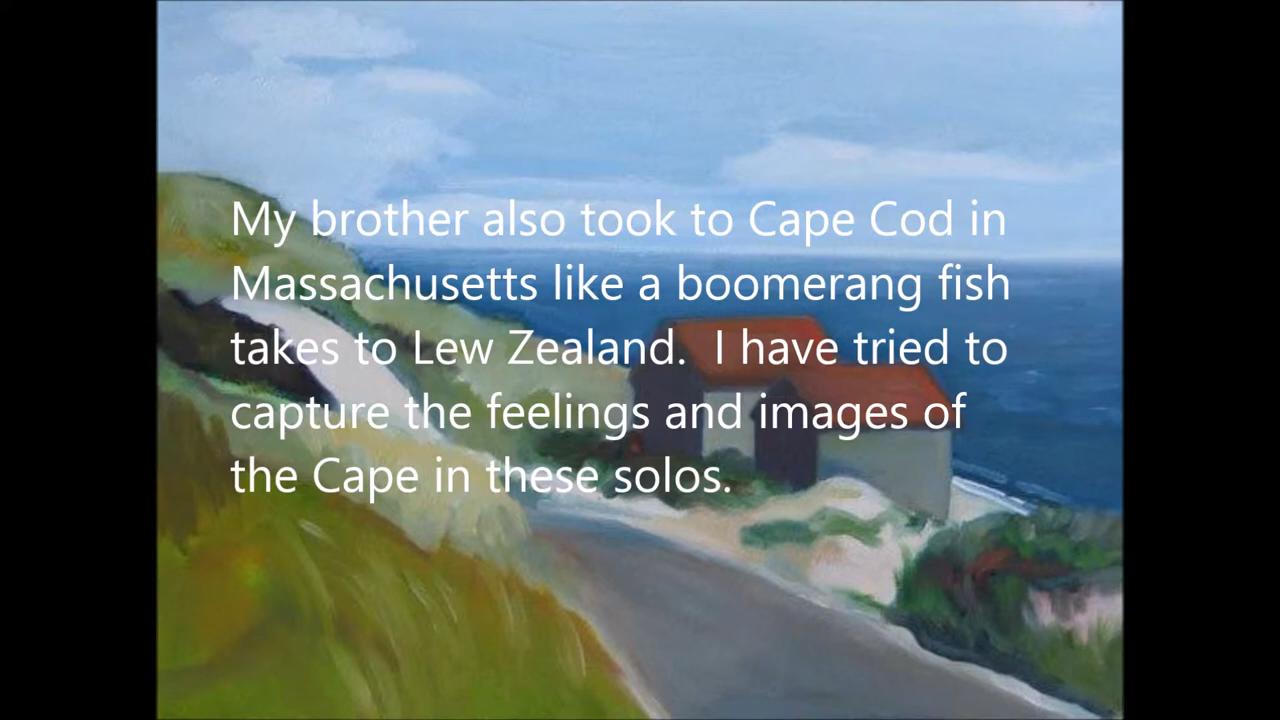 My brother also took to Cape Cod in
Massachusetts like a boomerang fish
takes to Lew Zealand.  I have tried to
capture the feelings and images of
the Cape in these solos.